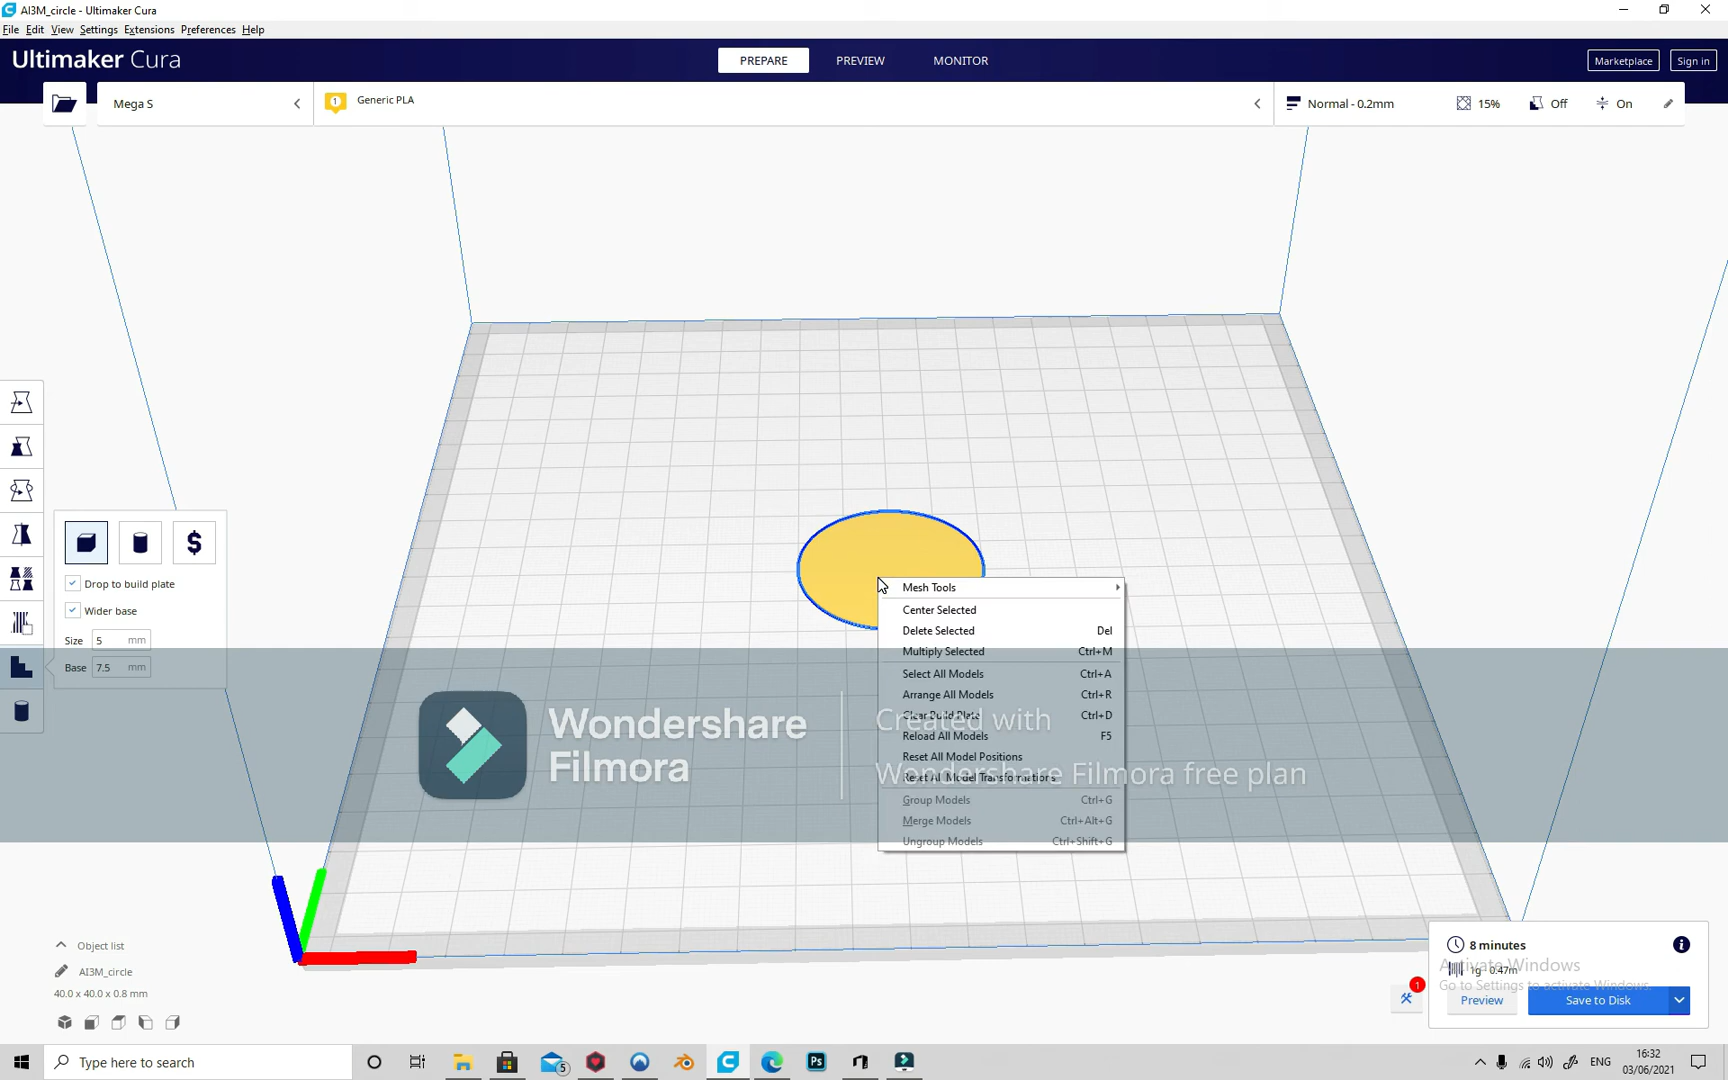 AI3M_circle - Ultimaker Cura
File Edit View Settings Extensions Preferences Help
Ultimaker Cura
PREPARE
PREVIEW
MONITOR
Marketplace
Sign in
Mega S
1
Generic PLA
Normal - 0.2mm
15%
Off
On
Drop to build plate
Wider base
Size 5 mm
Base 7.5 mm
Mesh Tools
Center Selected
Delete Selected Del
Multiply Selected Ctrl+M
Select All Models Ctrl+A
Arrange All Models Ctrl+R
Clear Build Plate Ctrl+D
Reload All Models F5
Reset All Model Positions
Reset All Model Transformations
Group Models Ctrl+G
Merge Models Ctrl+Alt+G
Ungroup Models Ctrl+Shift+G
Wondershare
Filmora
Created with
Wondershare Filmora free plan
Object list
AI3M_circle
40.0 x 40.0 x 0.8 mm
8 minutes
1g · 0.47m
Activate Windows
Go to Settings to activate Windows.
1
Preview
Save to Disk
Type here to search
5
Ps
ENG
16:32
03/06/2021